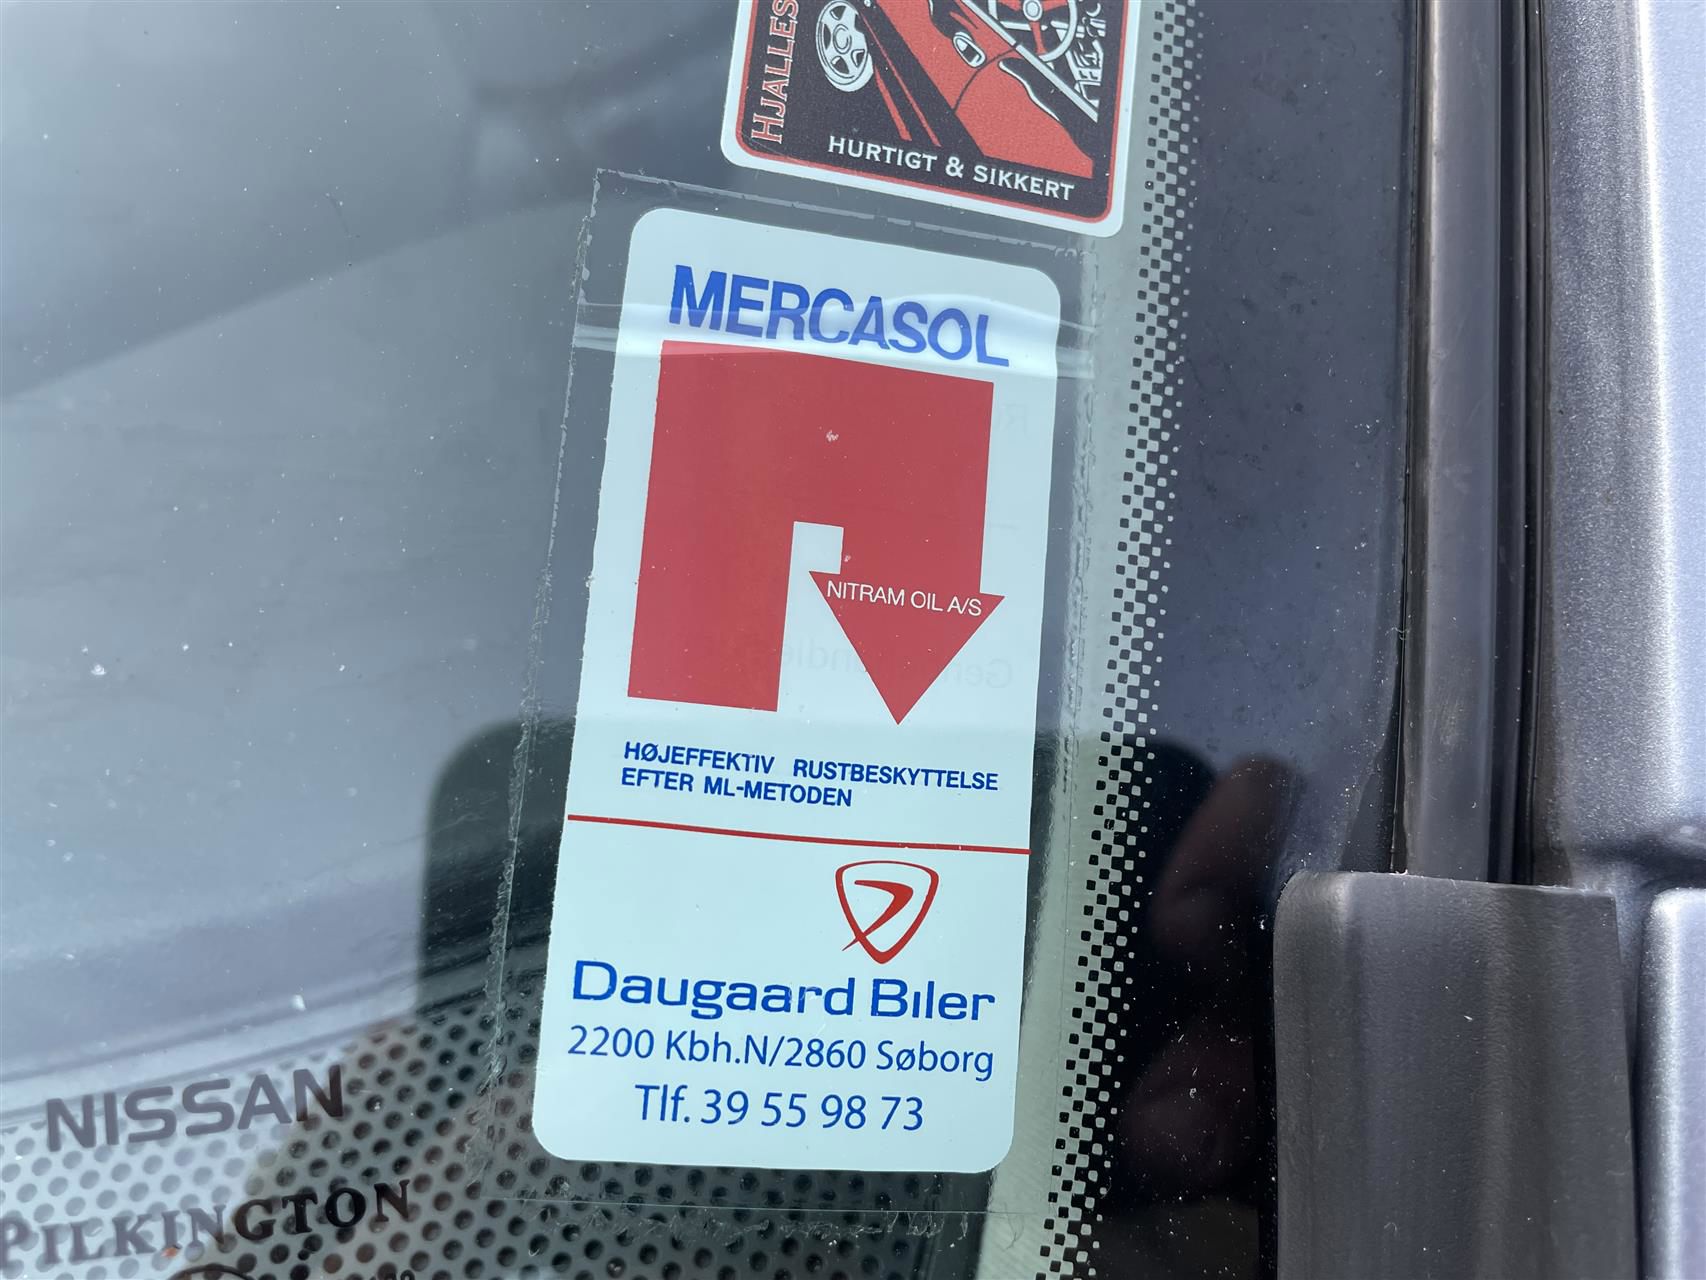 HJALLES
HURTIGT & SIKKERT
MERCASOL
NITRAM OIL A/S
HØJEFFEKTIV RUSTBESKYTTELSE
EFTER ML-METODEN
Daugaard Biler
2200 Kbh.N/2860 Søborg
Tlf. 39 55 98 73
NISSAN
PILKINGTON